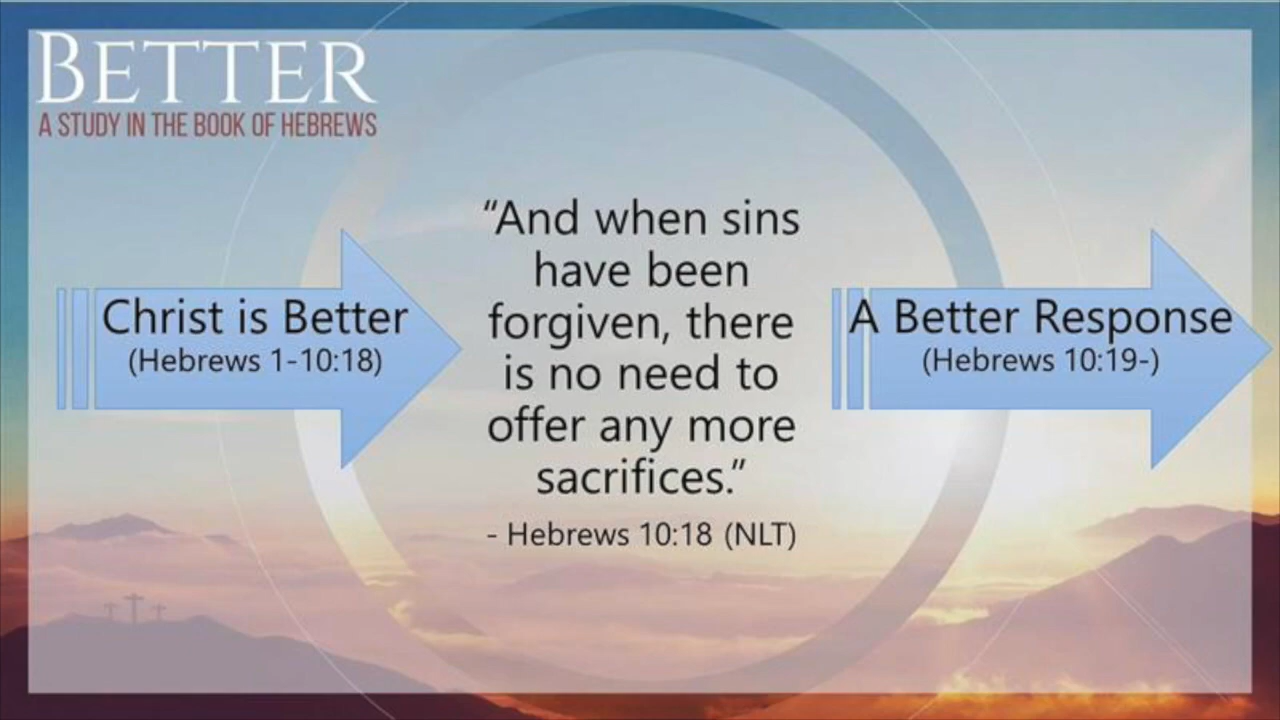 BETTER
A STUDY IN THE BOOK OF HEBREWS
Christ is Better
(Hebrews 1-10:18)
“And when sins
have been
forgiven, there
is no need to
offer any more
sacrifices.”
- Hebrews 10:18 (NLT)
A Better Response
(Hebrews 10:19-)